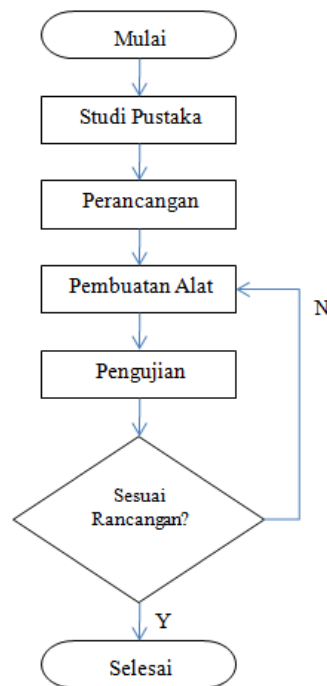 Mulai
Studi Pustaka
Perancangan
Pembuatan Alat
N
Pengujian
Sesuai
Rancangan?
Y
Selesai